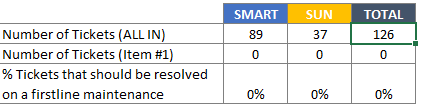 SMART SUN TOTAL
Number of Tickets (ALL IN) 89 37 126
Number of Tickets (Item #1) 0 0 0
% Tickets that should be resolved
on a firstline maintenance 0% 0% 0%